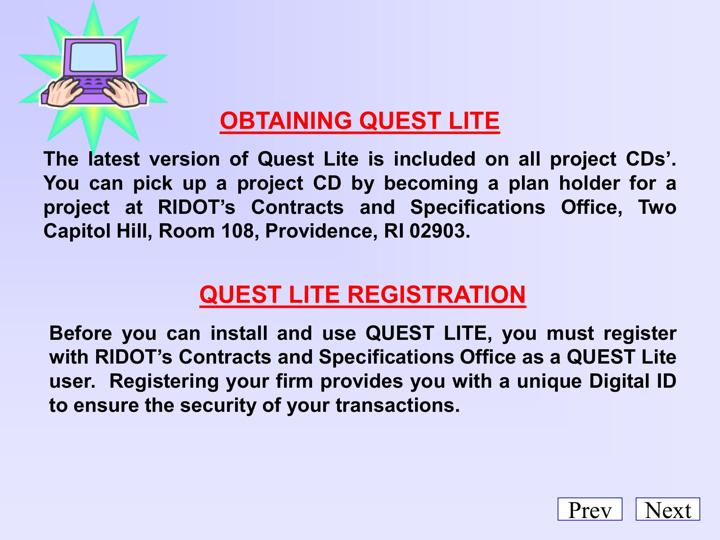 OBTAINING QUEST LITE
The latest version of Quest Lite is included on all project CDs’.
You can pick up a project CD by becoming a plan holder for a
project at RIDOT’s Contracts and Specifications Office, Two
Capitol Hill, Room 108, Providence, RI 02903.
QUEST LITE REGISTRATION
Before you can install and use QUEST LITE, you must register
with RIDOT’s Contracts and Specifications Office as a QUEST Lite
user. Registering your firm provides you with a unique Digital ID
to ensure the security of your transactions.
Prev Next